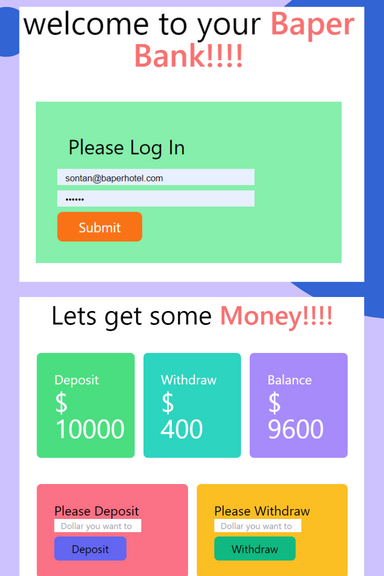 welcome to your Baper
Bank!!!!
Please Log In
sontan@baperhotel.com
••••••
Submit
Lets get some Money!!!!
Deposit
$
10000
Withdraw
$
400
Balance
$
9600
Please Deposit
Dollar you want to
Deposit
Please Withdraw
Dollar you want to
Withdraw